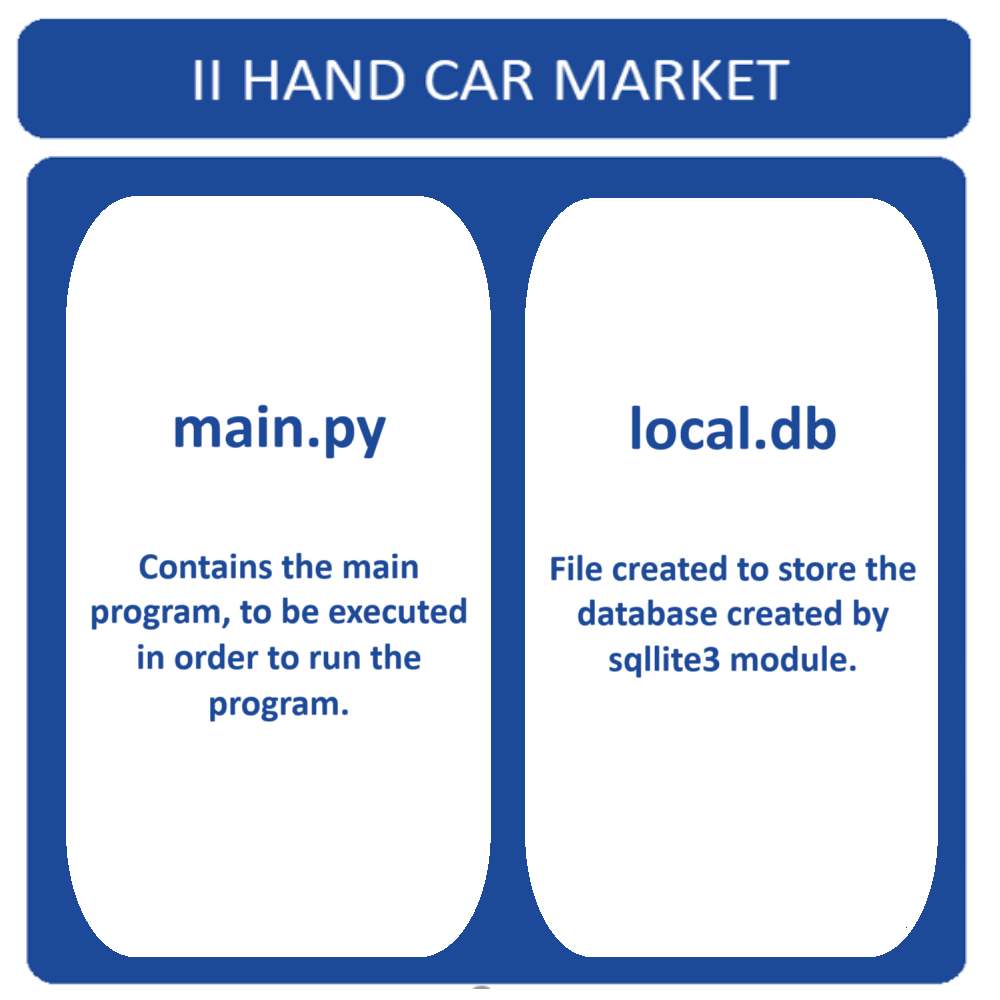 II HAND CAR MARKET
main.py
Contains the main
program, to be executed
in order to run the
program.
local.db
File created to store the
database created by
sqllite3 module.